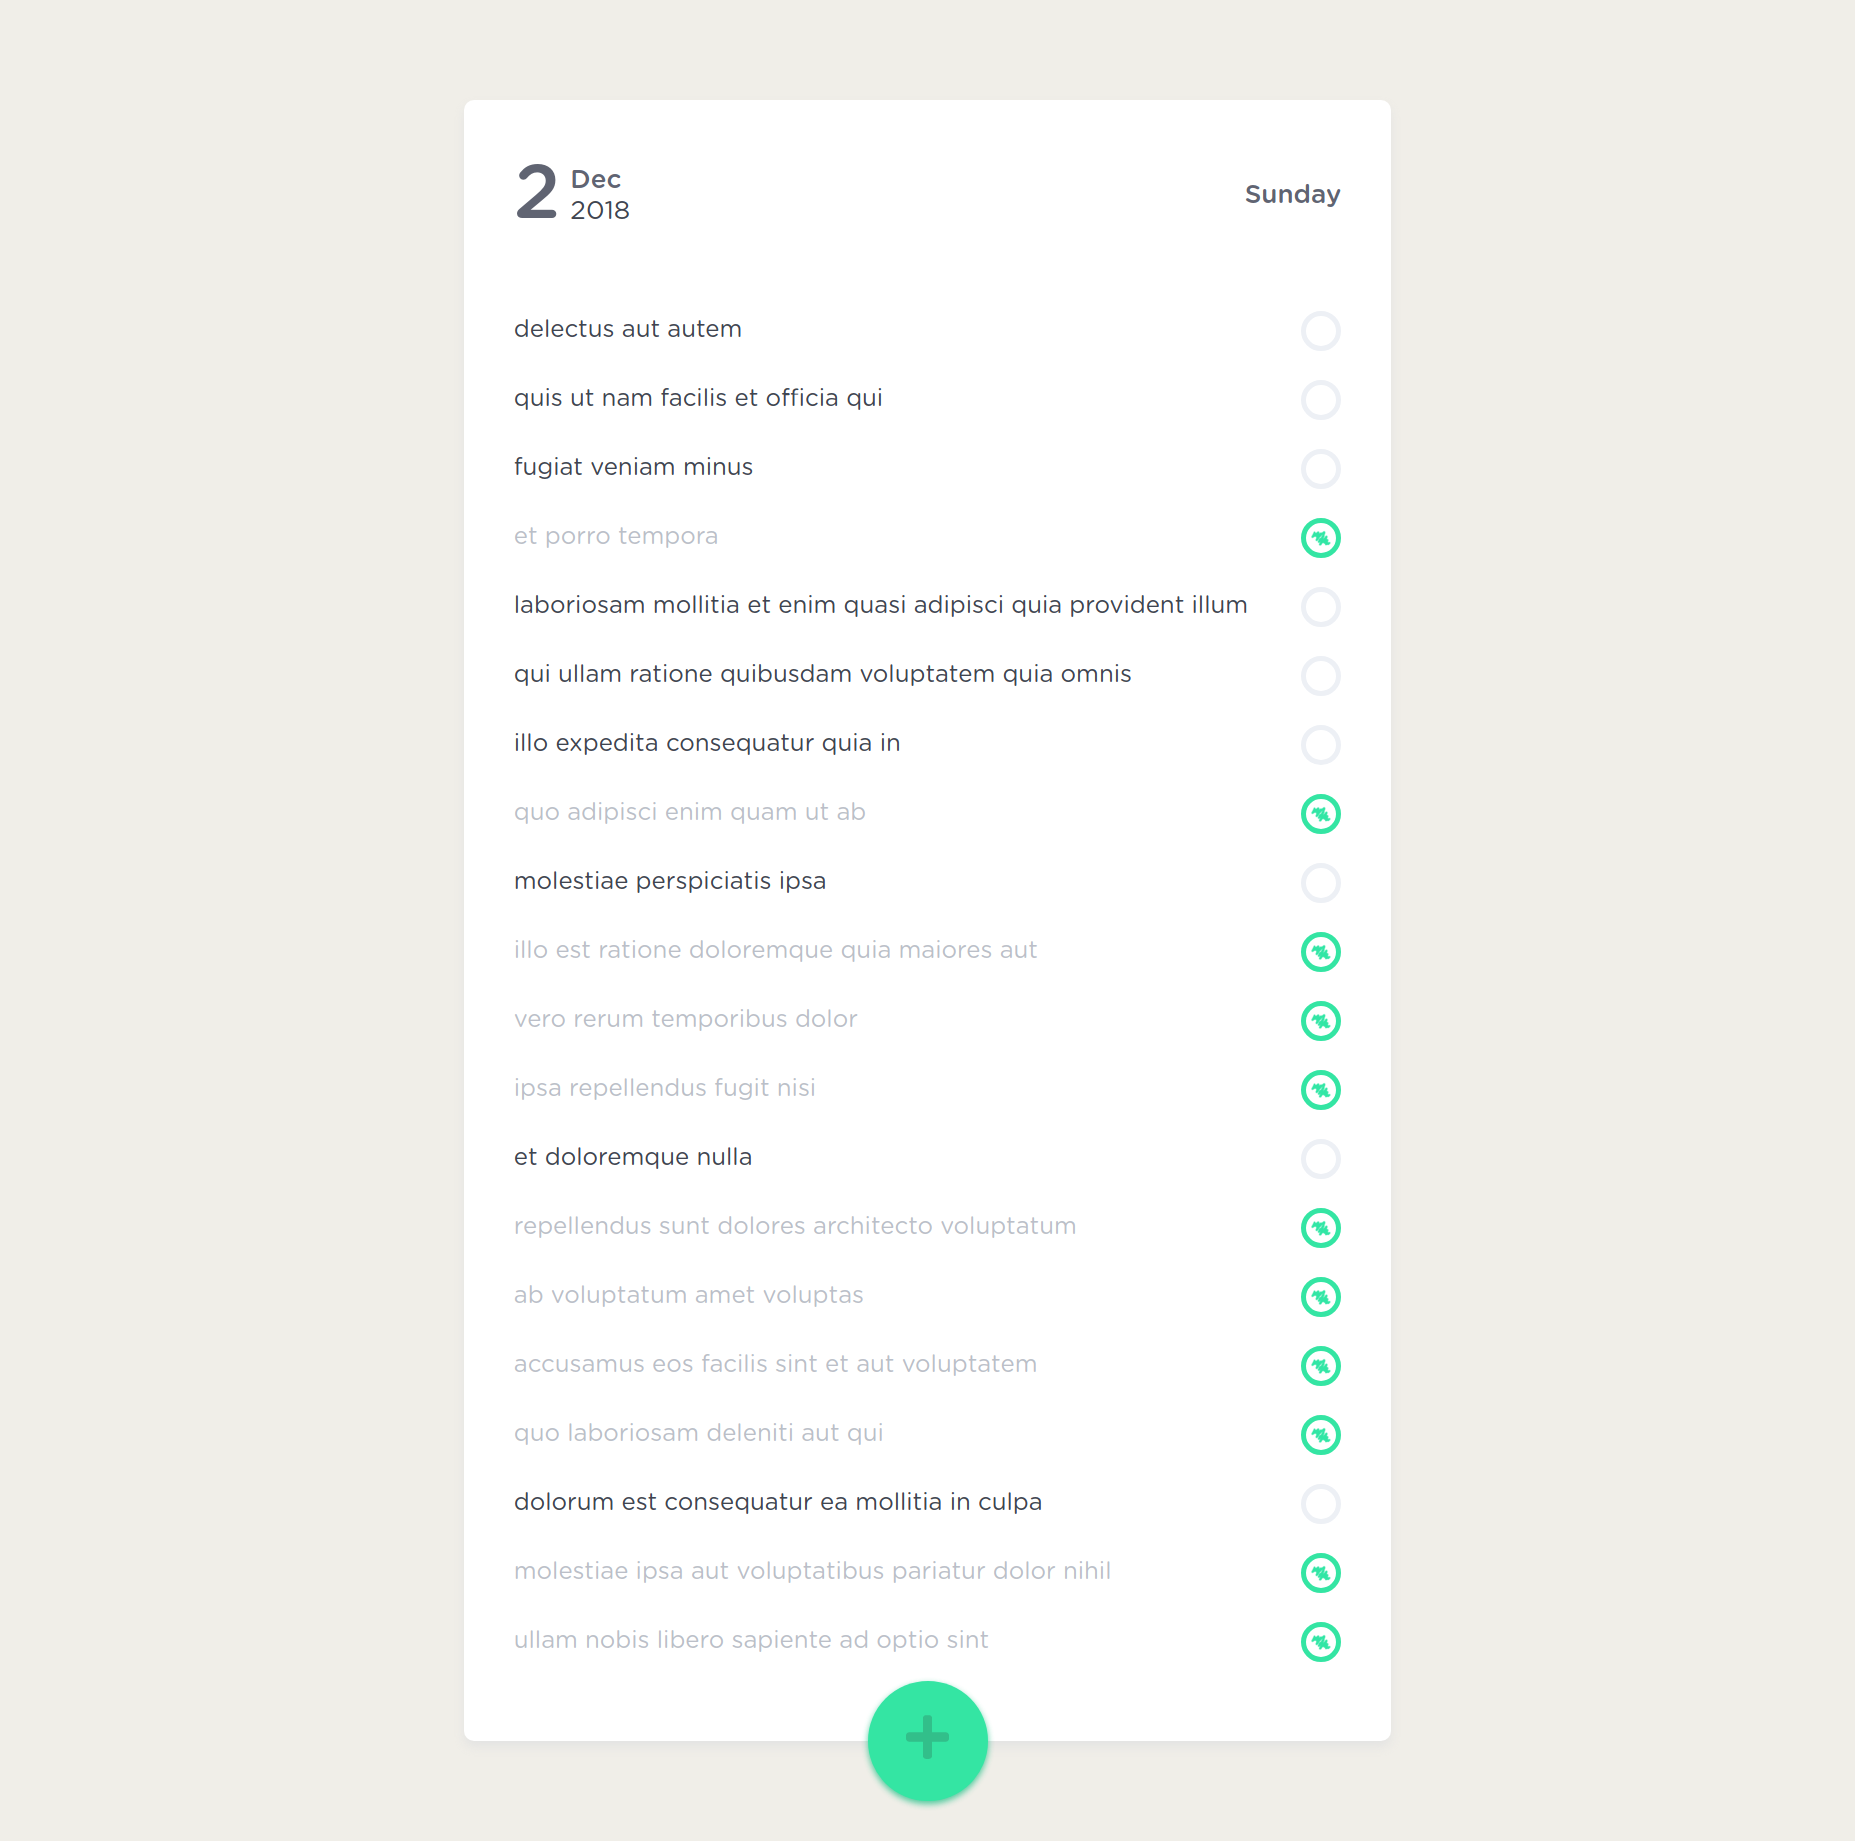 2 Dec
2018
Sunday
delectus aut autem
quis ut nam facilis et officia qui
fugiat veniam minus
et porro tempora
laboriosam mollitia et enim quasi adipisci quia provident illum
qui ullam ratione quibusdam voluptatem quia omnis
illo expedita consequatur quia in
quo adipisci enim quam ut ab
molestiae perspiciatis ipsa
illo est ratione doloremque quia maiores aut
vero rerum temporibus dolor
ipsa repellendus fugit nisi
et doloremque nulla
repellendus sunt dolores architecto voluptatum
ab voluptatum amet voluptas
accusamus eos facilis sint et aut voluptatem
quo laboriosam deleniti aut qui
dolorum est consequatur ea mollitia in culpa
molestiae ipsa aut voluptatibus pariatur dolor nihil
ullam nobis libero sapiente ad optio sint